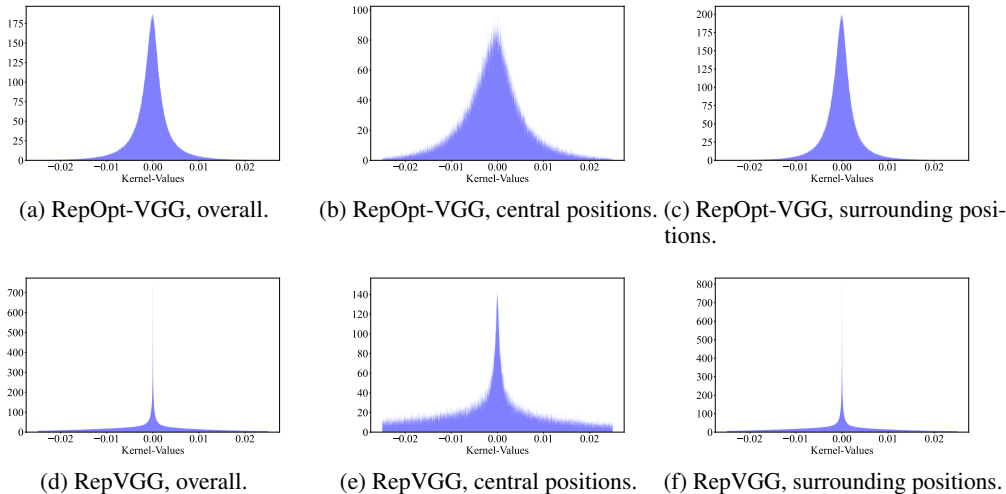 175
150
125
100
75
50
25
0
−0.02 −0.01 0.00 0.01 0.02
Kernel-Values
(a) RepOpt-VGG, overall.
100
80
60
40
20
0
−0.02 −0.01 0.00 0.01 0.02
Kernel-Values
(b) RepOpt-VGG, central positions.
200
175
150
125
100
75
50
25
0
−0.02 −0.01 0.00 0.01 0.02
Kernel-Values
(c) RepOpt-VGG, surrounding posi-
tions.
700
600
500
400
300
200
100
0
−0.02 −0.01 0.00 0.01 0.02
Kernel-Values
(d) RepVGG, overall.
140
120
100
80
60
40
20
0
−0.02 −0.01 0.00 0.01 0.02
Kernel-Values
(e) RepVGG, central positions.
800
700
600
500
400
300
200
100
0
−0.02 −0.01 0.00 0.01 0.02
Kernel-Values
(f) RepVGG, surrounding positions.